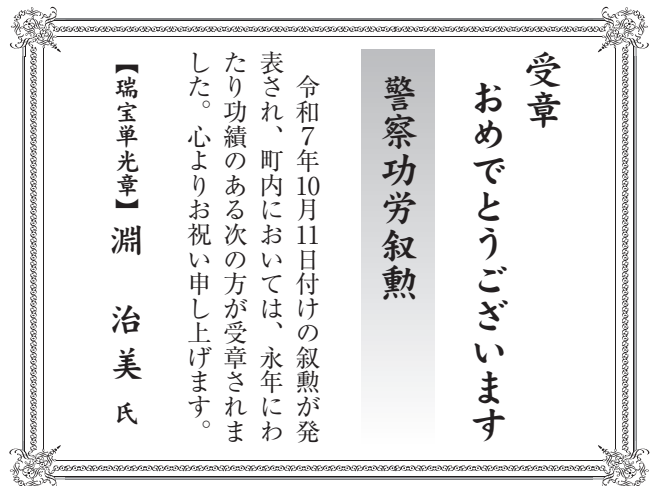 受章
おめでとうございます
警察功労叙勲
令和７年10月11日付けの叙勲が発
表され、町内においては、永年にわ
たり功績のある次の方が受章されま
した。心よりお祝い申し上げます。
【瑞宝単光章】淵　治美 氏